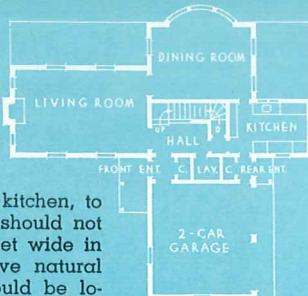 DINING ROOM
LIVING ROOM
UP
HALL
D
KITCHEN
FRONT ENT.
C.
LAV.
C
REAR ENT.
2-CAR
GARAGE
kitchen, to
should not
et wide in
ve natural
uld be lo-